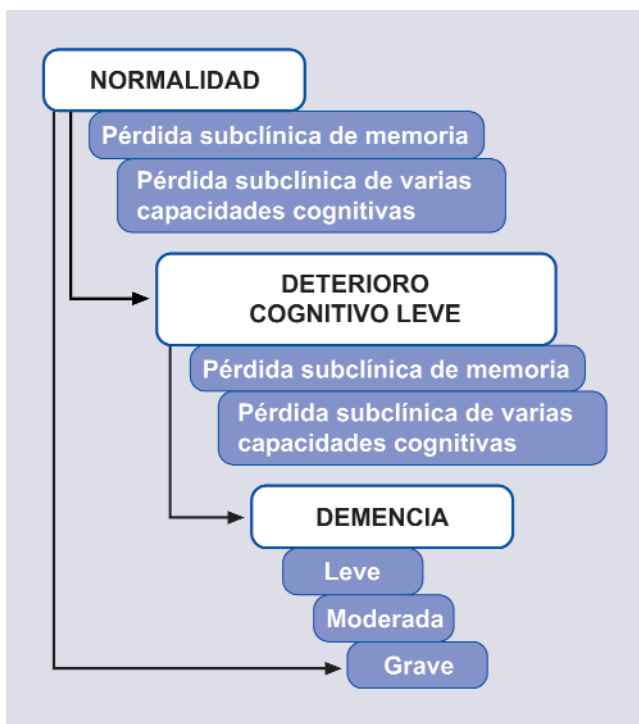 NORMALIDAD
Pérdida subclínica de memoria
Pérdida subclínica de varias
capacidades cognitivas
DETERIORO
COGNITIVO LEVE
Pérdida subclínica de memoria
Pérdida subclínica de varias
capacidades cognitivas
DEMENCIA
Leve
Moderada
Grave